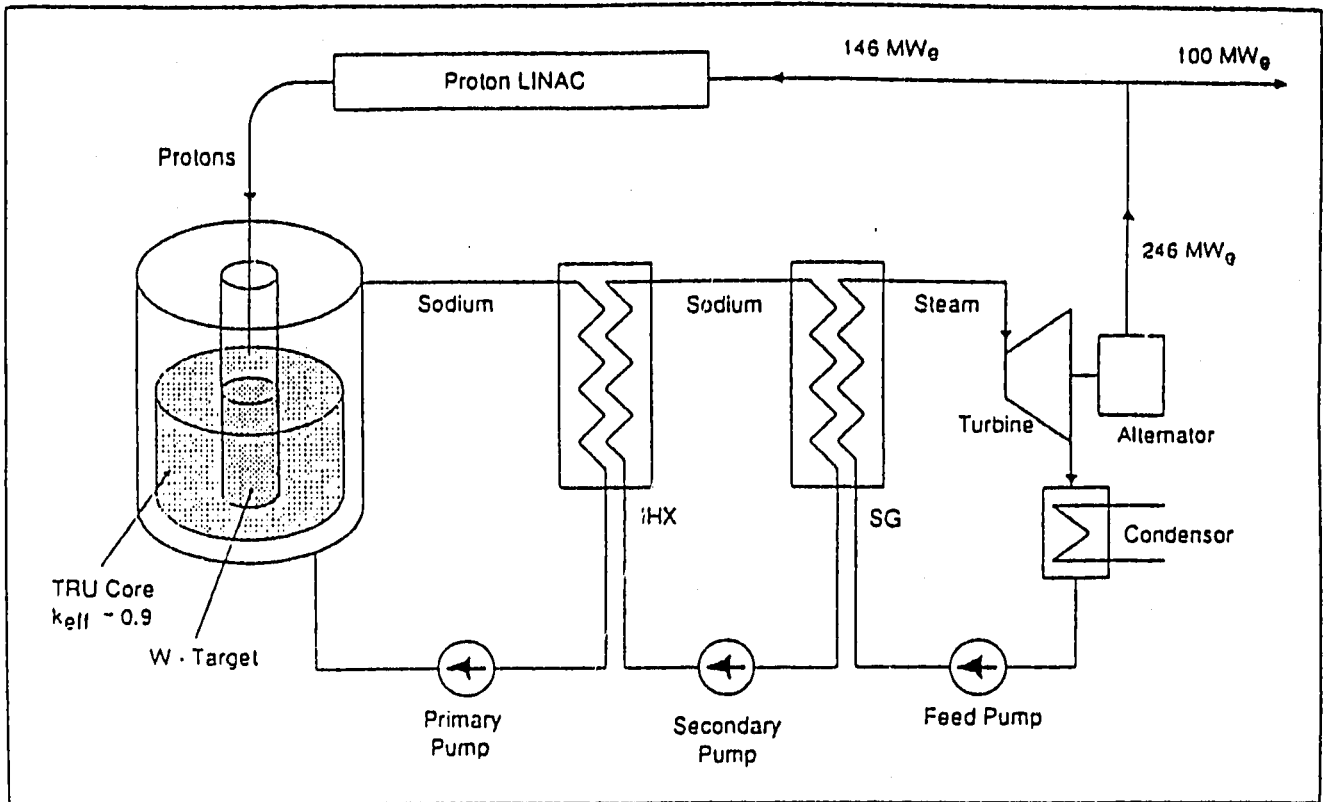 146 MWe
100 MWe
Proton LINAC
Protons
246 MWe
Sodium
Sodium
Steam
Turbine
Alternator
IHX
SG
Condensor
TRU Core
keff ~ 0.9
W - Target
Primary
Pump
Secondary
Pump
Feed Pump